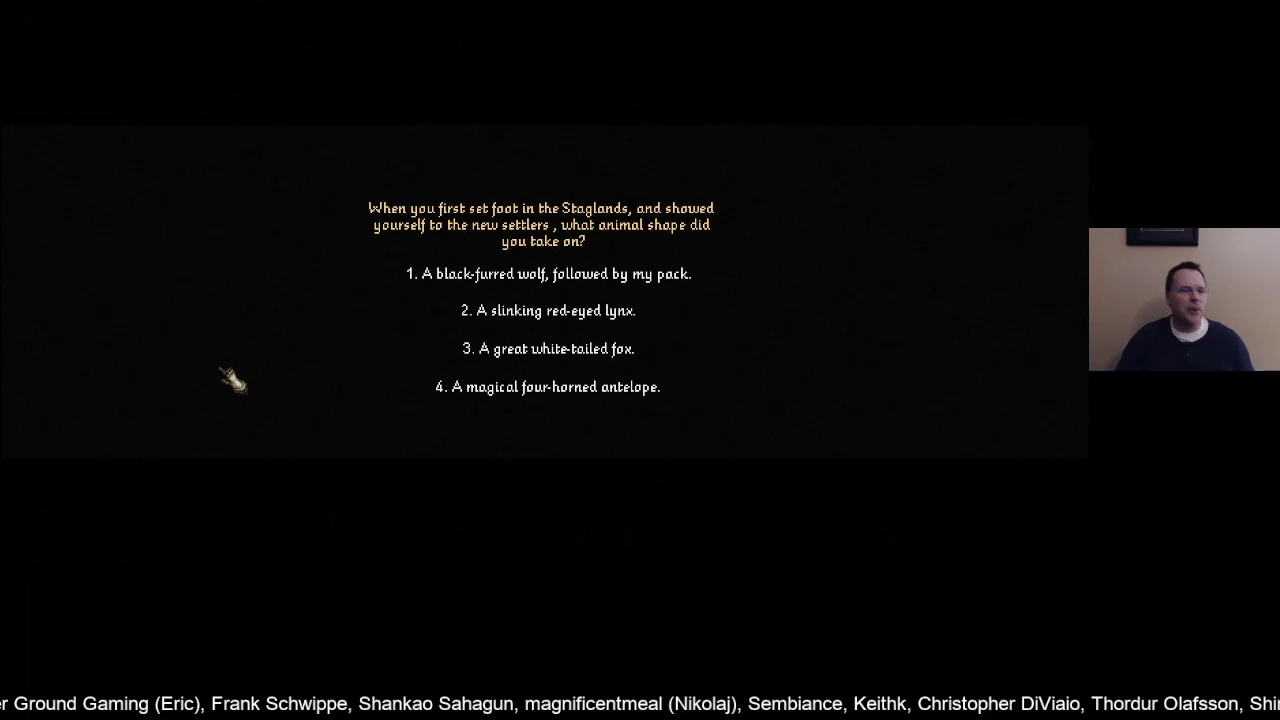 When you first set foot in the Staglands, and showed
yourself to the new settlers , what animal shape did
you take on?
1. A black-furred wolf, followed by my pack.
2. A slinking red-eyed lynx.
3. A great white-tailed fox.
4. A magical four-horned antelope.
er Ground Gaming (Eric), Frank Schwippe, Shankao Sahagun, magnificentmeal (Nikolaj), Sembiance, Keithk, Christopher DiViaio, Thordur Olafsson, Shi